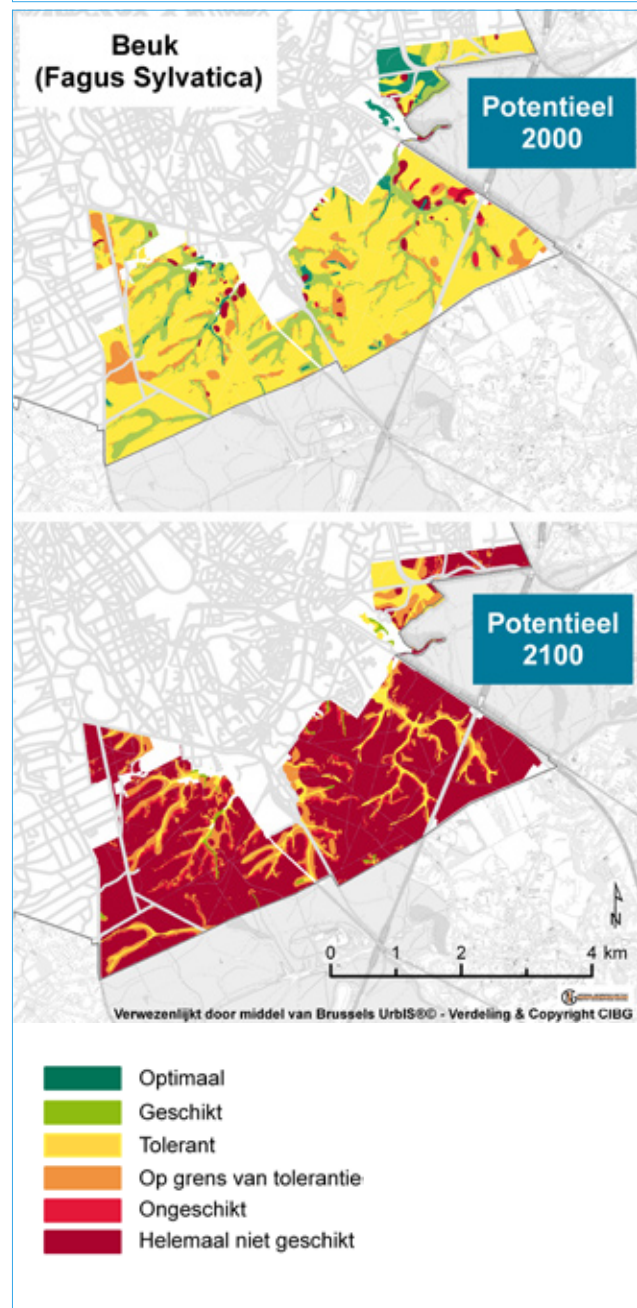 Beuk
(Fagus Sylvatica)
Potentieel
2000
Potentieel
2100
N
0 1 2 4 km
Verwezenlijkt door middel van Brussels UrbIS®© - Verdeling & Copyright CIBG
Optimaal
Geschikt
Tolerant
Op grens van tolerantie
Ongeschikt
Helemaal niet geschikt